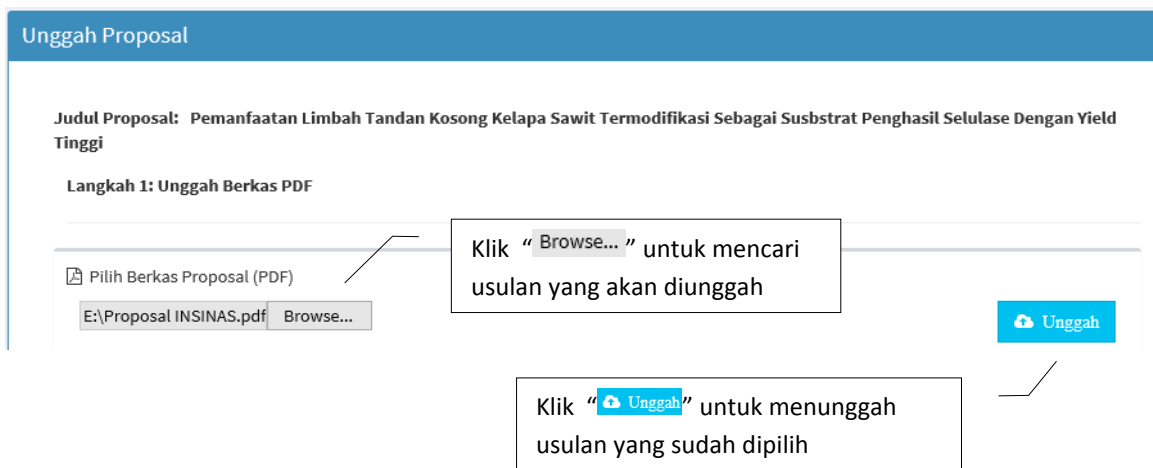 Unggah Proposal
Judul Proposal: Pemanfaatan Limbah Tandan Kosong Kelapa Sawit Termodifikasi Sebagai Susbstrat Penghasil Selulase Dengan Yield
Tinggi
Langkah 1: Unggah Berkas PDF
Klik “ Browse... ” untuk mencari
usulan yang akan diunggah
Pilih Berkas Proposal (PDF)
E:\Proposal INSINAS.pdf Browse...
Unggah
Klik “ Unggah” untuk menunggah
usulan yang sudah dipilih